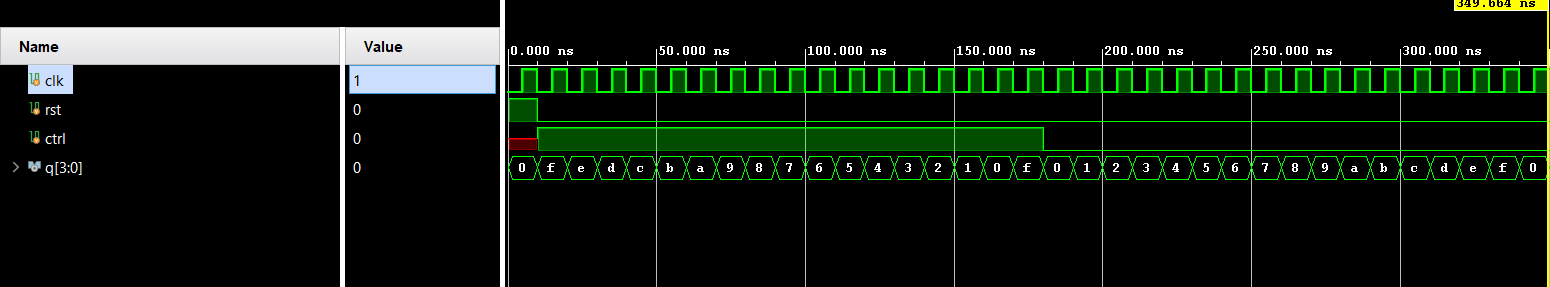 349.664 ns
Name Value
0.000 ns 50.000 ns 100.000 ns 150.000 ns 200.000 ns 250.000 ns 300.000 ns
clk 1
rst 0
ctrl 0
q[3:0] 0 0 f e d c b a 9 8 7 6 5 4 3 2 1 0 f 0 1 2 3 4 5 6 7 8 9 a b c d e f 0